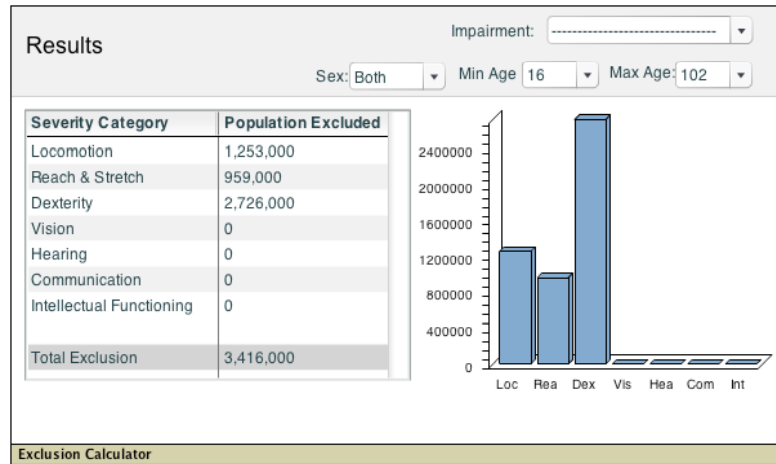 Results
Impairment: --------------------------------
Sex: Both Min Age 16 Max Age: 102
Severity Category Population Excluded
Locomotion 1,253,000
Reach & Stretch 959,000
Dexterity 2,726,000
Vision 0
Hearing 0
Communication 0
Intellectual Functioning 0
Total Exclusion 3,416,000
2400000
2000000
1600000
1200000
800000
400000
0
Loc Rea Dex Vis Hea Com Int
Exclusion Calculator